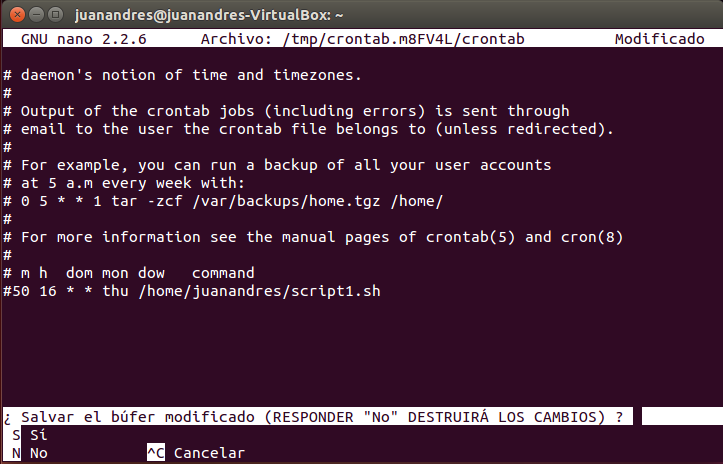 juanandres@juanandres-VirtualBox: ~
GNU nano 2.2.6 Archivo: /tmp/crontab.m8FV4L/crontab Modificado
# daemon's notion of time and timezones.
#
# Output of the crontab jobs (including errors) is sent through
# email to the user the crontab file belongs to (unless redirected).
#
# For example, you can run a backup of all your user accounts
# at 5 a.m every week with:
# 0 5 * * 1 tar -zcf /var/backups/home.tgz /home/
#
# For more information see the manual pages of crontab(5) and cron(8)
#
# m h  dom mon dow   command
#50 16 * * thu /home/juanandres/script1.sh
¿ Salvar el búfer modificado (RESPONDER "No" DESTRUIRÁ LOS CAMBIOS) ?
S Sí
N No ^C Cancelar